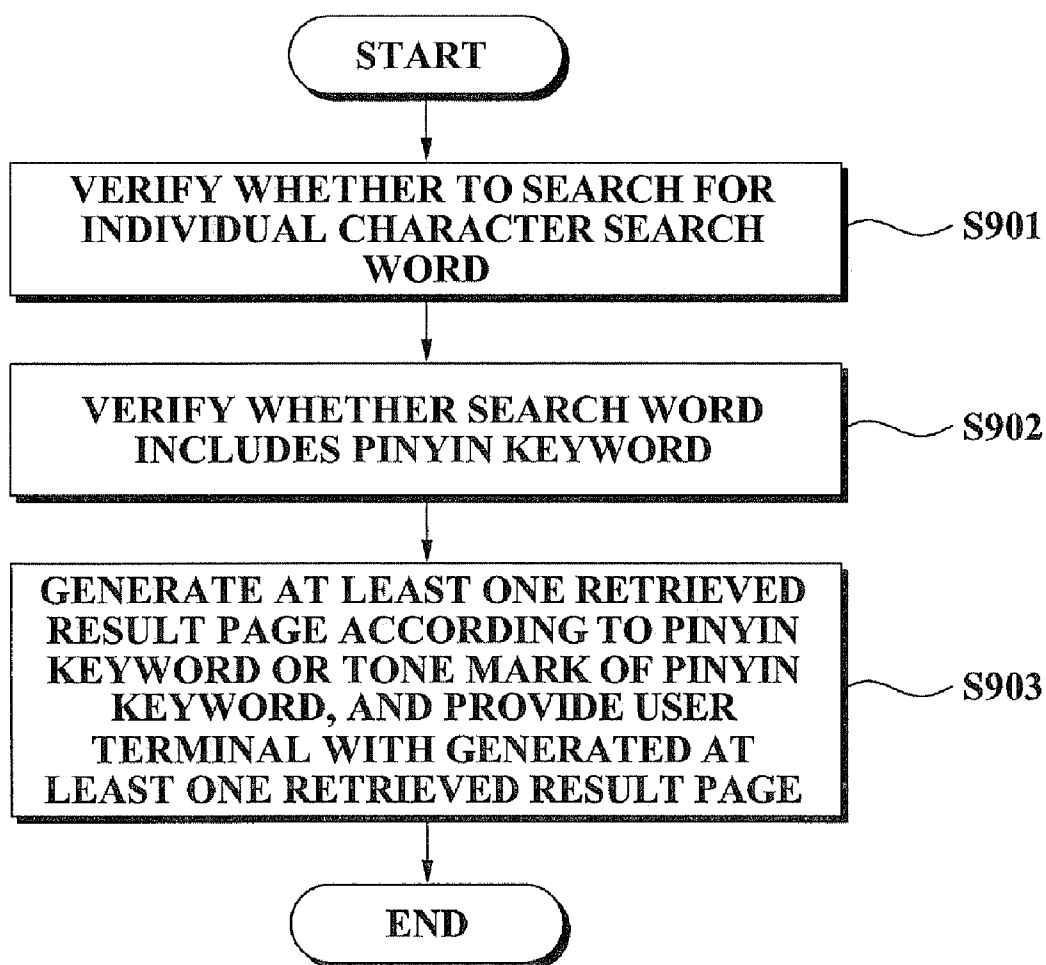 START
VERIFY WHETHER TO SEARCH FOR
INDIVIDUAL CHARACTER SEARCH
WORD
S901
VERIFY WHETHER SEARCH WORD
INCLUDES PINYIN KEYWORD
S902
GENERATE AT LEAST ONE RETRIEVED
RESULT PAGE ACCORDING TO PINYIN
KEYWORD OR TONE MARK OF PINYIN
KEYWORD, AND PROVIDE USER
TERMINAL WITH GENERATED AT
LEAST ONE RETRIEVED RESULT PAGE
S903
END